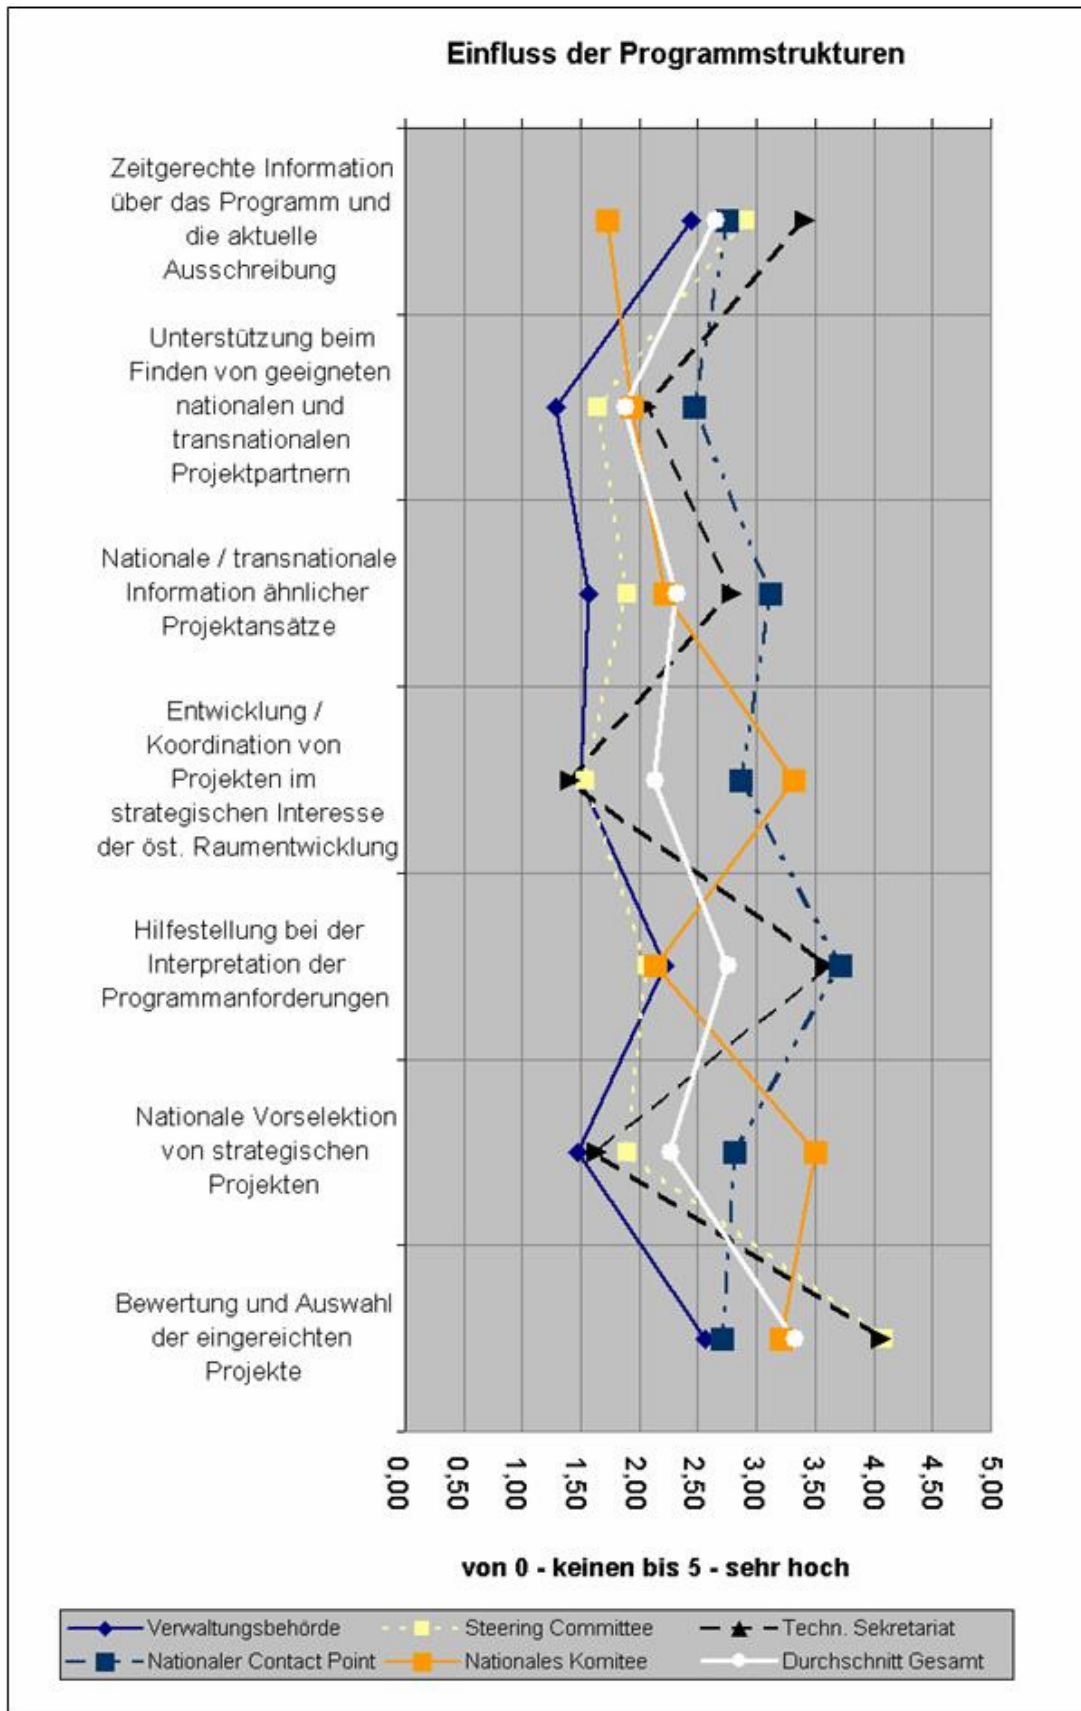 Einfluss der Programmstrukturen
Zeitgerechte Information
über das Programm und
die aktuelle
Ausschreibung
Unterstützung beim
Finden von geeigneten
nationalen und
transnationalen
Projektpartnern
Nationale / transnationale
Information ähnlicher
Projektansätze
Entwicklung /
Koordination von
Projekten im
strategischen Interesse
der öst. Raumentwicklung
Hilfestellung bei der
Interpretation der
Programmanforderungen
Nationale Vorselektion
von strategischen
Projekten
Bewertung und Auswahl
der eingereichten
Projekte
0,00
0,50
1,00
1,50
2,00
2,50
3,00
3,50
4,00
4,50
5,00
von 0 - keinen bis 5 - sehr hoch
Verwaltungsbehörde
Steering Committee
Techn. Sekretariat
Nationaler Contact Point
Nationales Komitee
Durchschnitt Gesamt